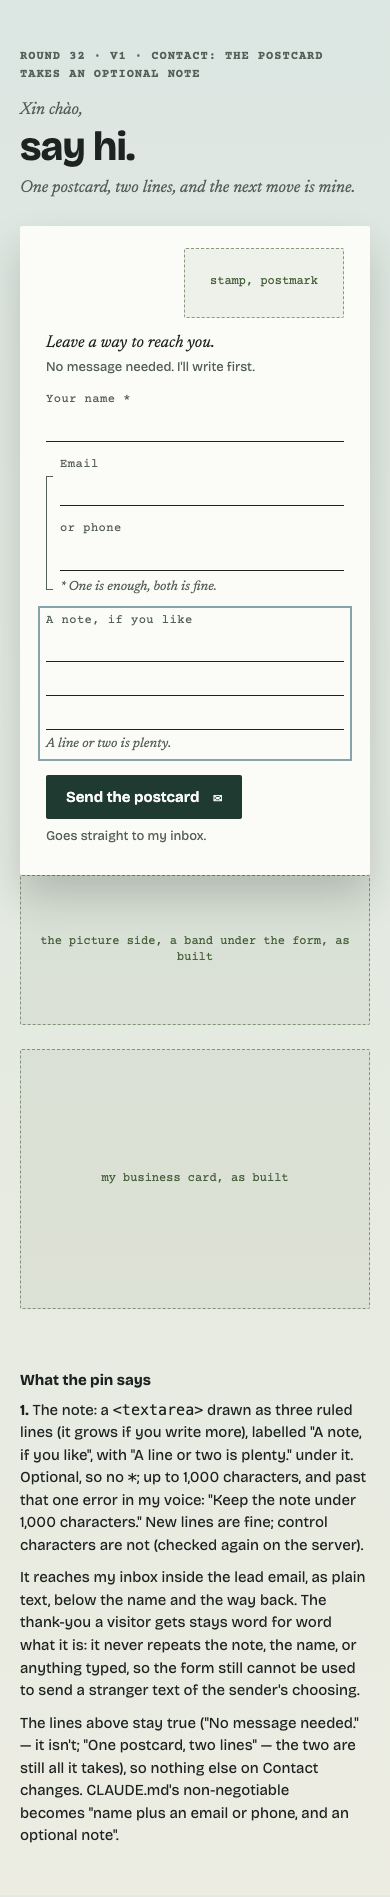 ROUND 32 · V1 · CONTACT: THE POSTCARD
TAKES AN OPTIONAL NOTE
Xin chào,
say hi.
One postcard, two lines, and the next move is mine.
stamp, postmark
Leave a way to reach you.
No message needed. I'll write first.
Your name *
Email
or phone
* One is enough, both is fine.
A note, if you like
A line or two is plenty.
Send the postcard ✉
Goes straight to my inbox.
the picture side, a band under the form, as
built
my business card, as built
What the pin says
1. The note: a <textarea> drawn as three ruled
lines (it grows if you write more), labelled "A note,
if you like", with "A line or two is plenty." under it.
Optional, so no *; up to 1,000 characters, and past
that one error in my voice: "Keep the note under
1,000 characters." New lines are fine; control
characters are not (checked again on the server).
It reaches my inbox inside the lead email, as plain
text, below the name and the way back. The
thank-you a visitor gets stays word for word
what it is: it never repeats the note, the name, or
anything typed, so the form still cannot be used
to send a stranger text of the sender's choosing.
The lines above stay true ("No message needed."
— it isn't; "One postcard, two lines" — the two are
still all it takes), so nothing else on Contact
changes. CLAUDE.md's non-negotiable
becomes "name plus an email or phone, and an
optional note".